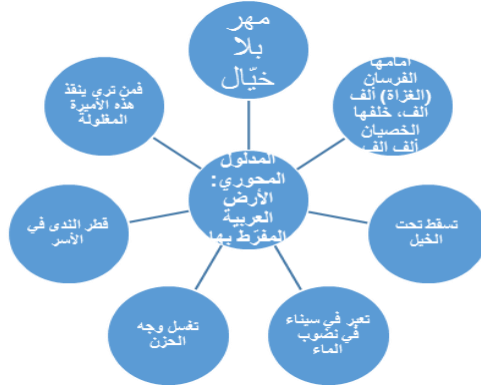 مهر
بلا
خيّال
أمامها
الفرسان
(الغزاة) ألف
ألف، خلفها
الخصيان
ألف ألف
تسقط تحت
الخيل
تعبر في سيناء
في نضوب
الماء
تغسل وجه
الحزن
قطر الندى في
الأسر
فمن ترى ينقذ
هذه الأميرة
المغلولة
المدلول
المحوري:
الأرض
العربية
المفرّط بها